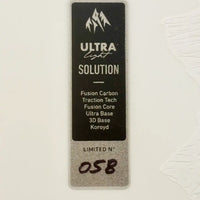 ULTRA
light
SOLUTION
Fusion Carbon
Traction Tech
Fusion Core
Ultra Base
3D Base
Koroyd
LIMITED N°
058